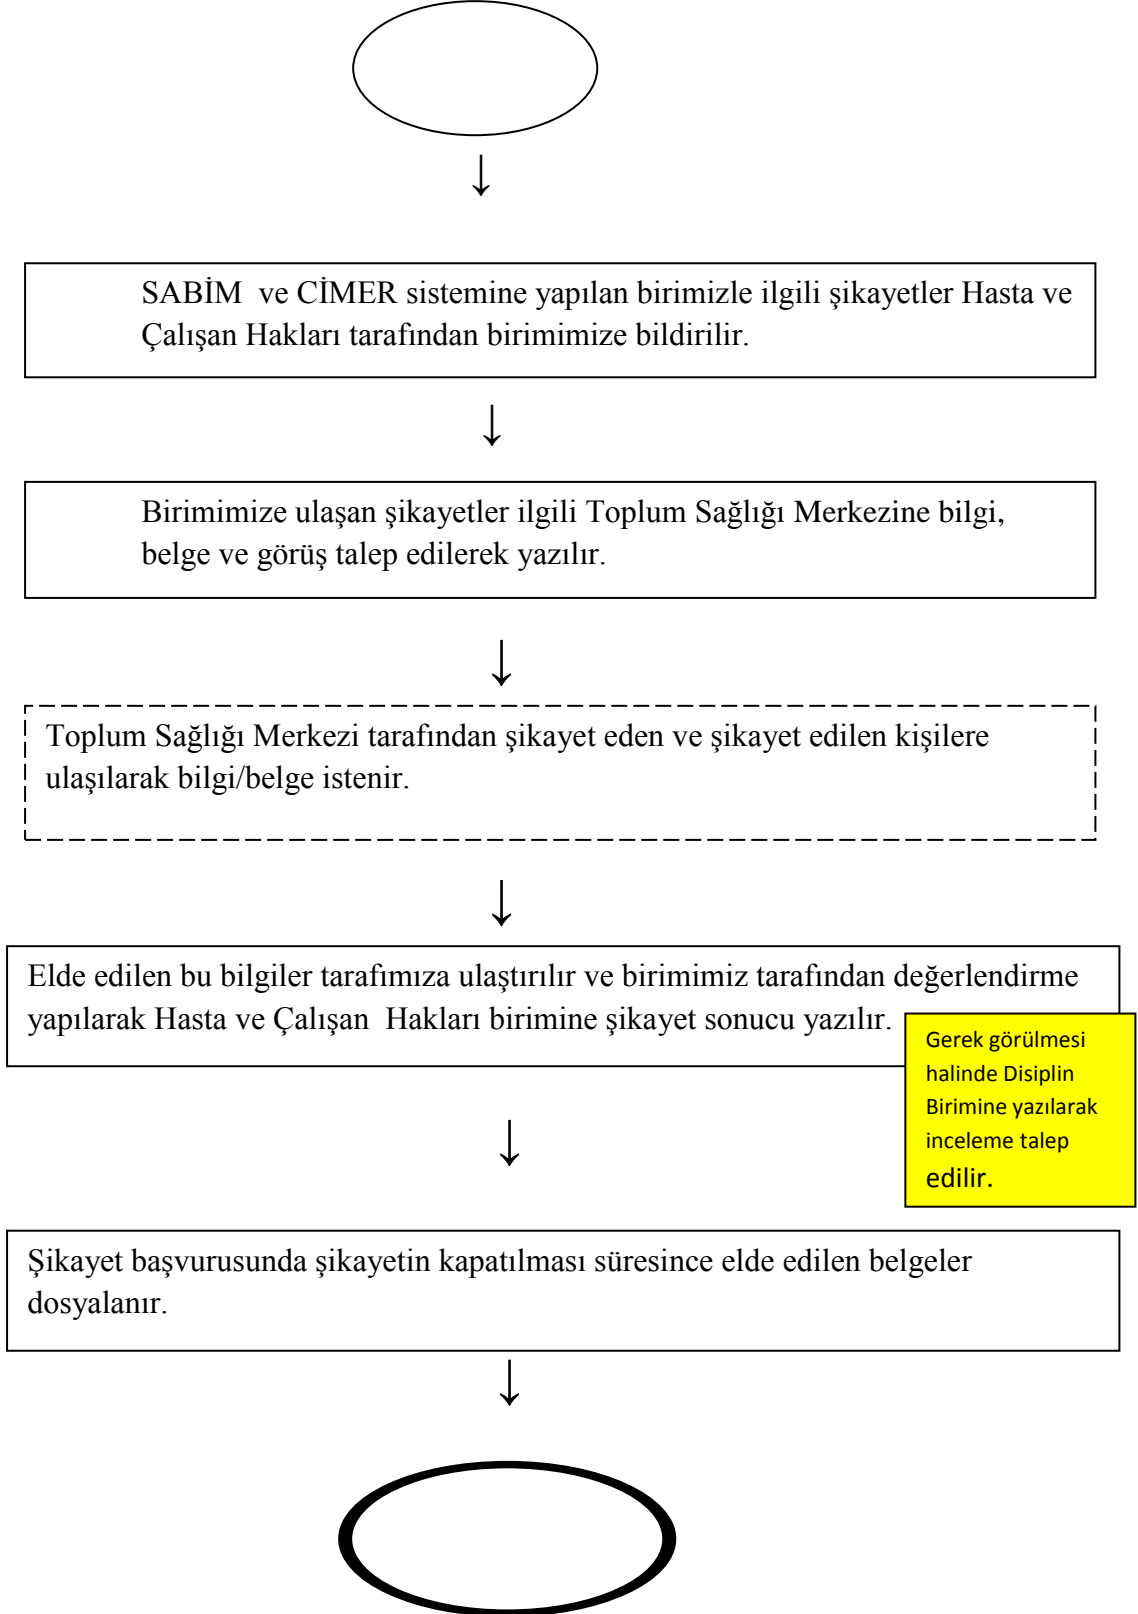 SABİM  ve CİMER sistemine yapılan birimizle ilgili şikayetler Hasta ve
Çalışan Hakları tarafından birimimize bildirilir.
Birimimize ulaşan şikayetler ilgili Toplum Sağlığı Merkezine bilgi,
belge ve görüş talep edilerek yazılır.
Toplum Sağlığı Merkezi tarafından şikayet eden ve şikayet edilen kişilere
ulaşılarak bilgi/belge istenir.
Elde edilen bu bilgiler tarafımıza ulaştırılır ve birimimiz tarafından değerlendirme
yapılarak Hasta ve Çalışan  Hakları birimine şikayet sonucu yazılır.
Gerek görülmesi
halinde Disiplin
Birimine yazılarak
inceleme talep
edilir.
Şikayet başvurusunda şikayetin kapatılması süresince elde edilen belgeler
dosyalanır.